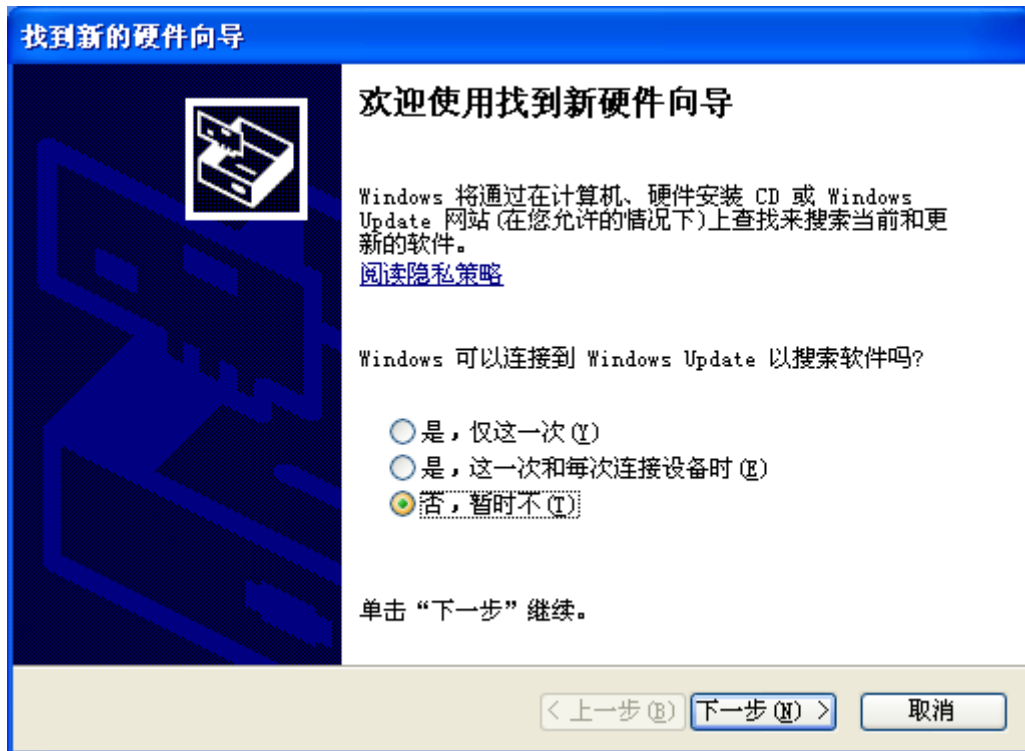 找到新的硬件向导
欢迎使用找到新硬件向导
Windows 将通过在计算机、硬件安装 CD 或 Windows
Update 网站(在您允许的情况下)上查找来搜索当前和更
新的软件。
阅读隐私策略
Windows 可以连接到 Windows Update 以搜索软件吗?
是，仅这一次(Y)
是，这一次和每次连接设备时(E)
否，暂时不(T)
单击“下一步”继续。
< 上一步(B)
下一步(N) >
取消